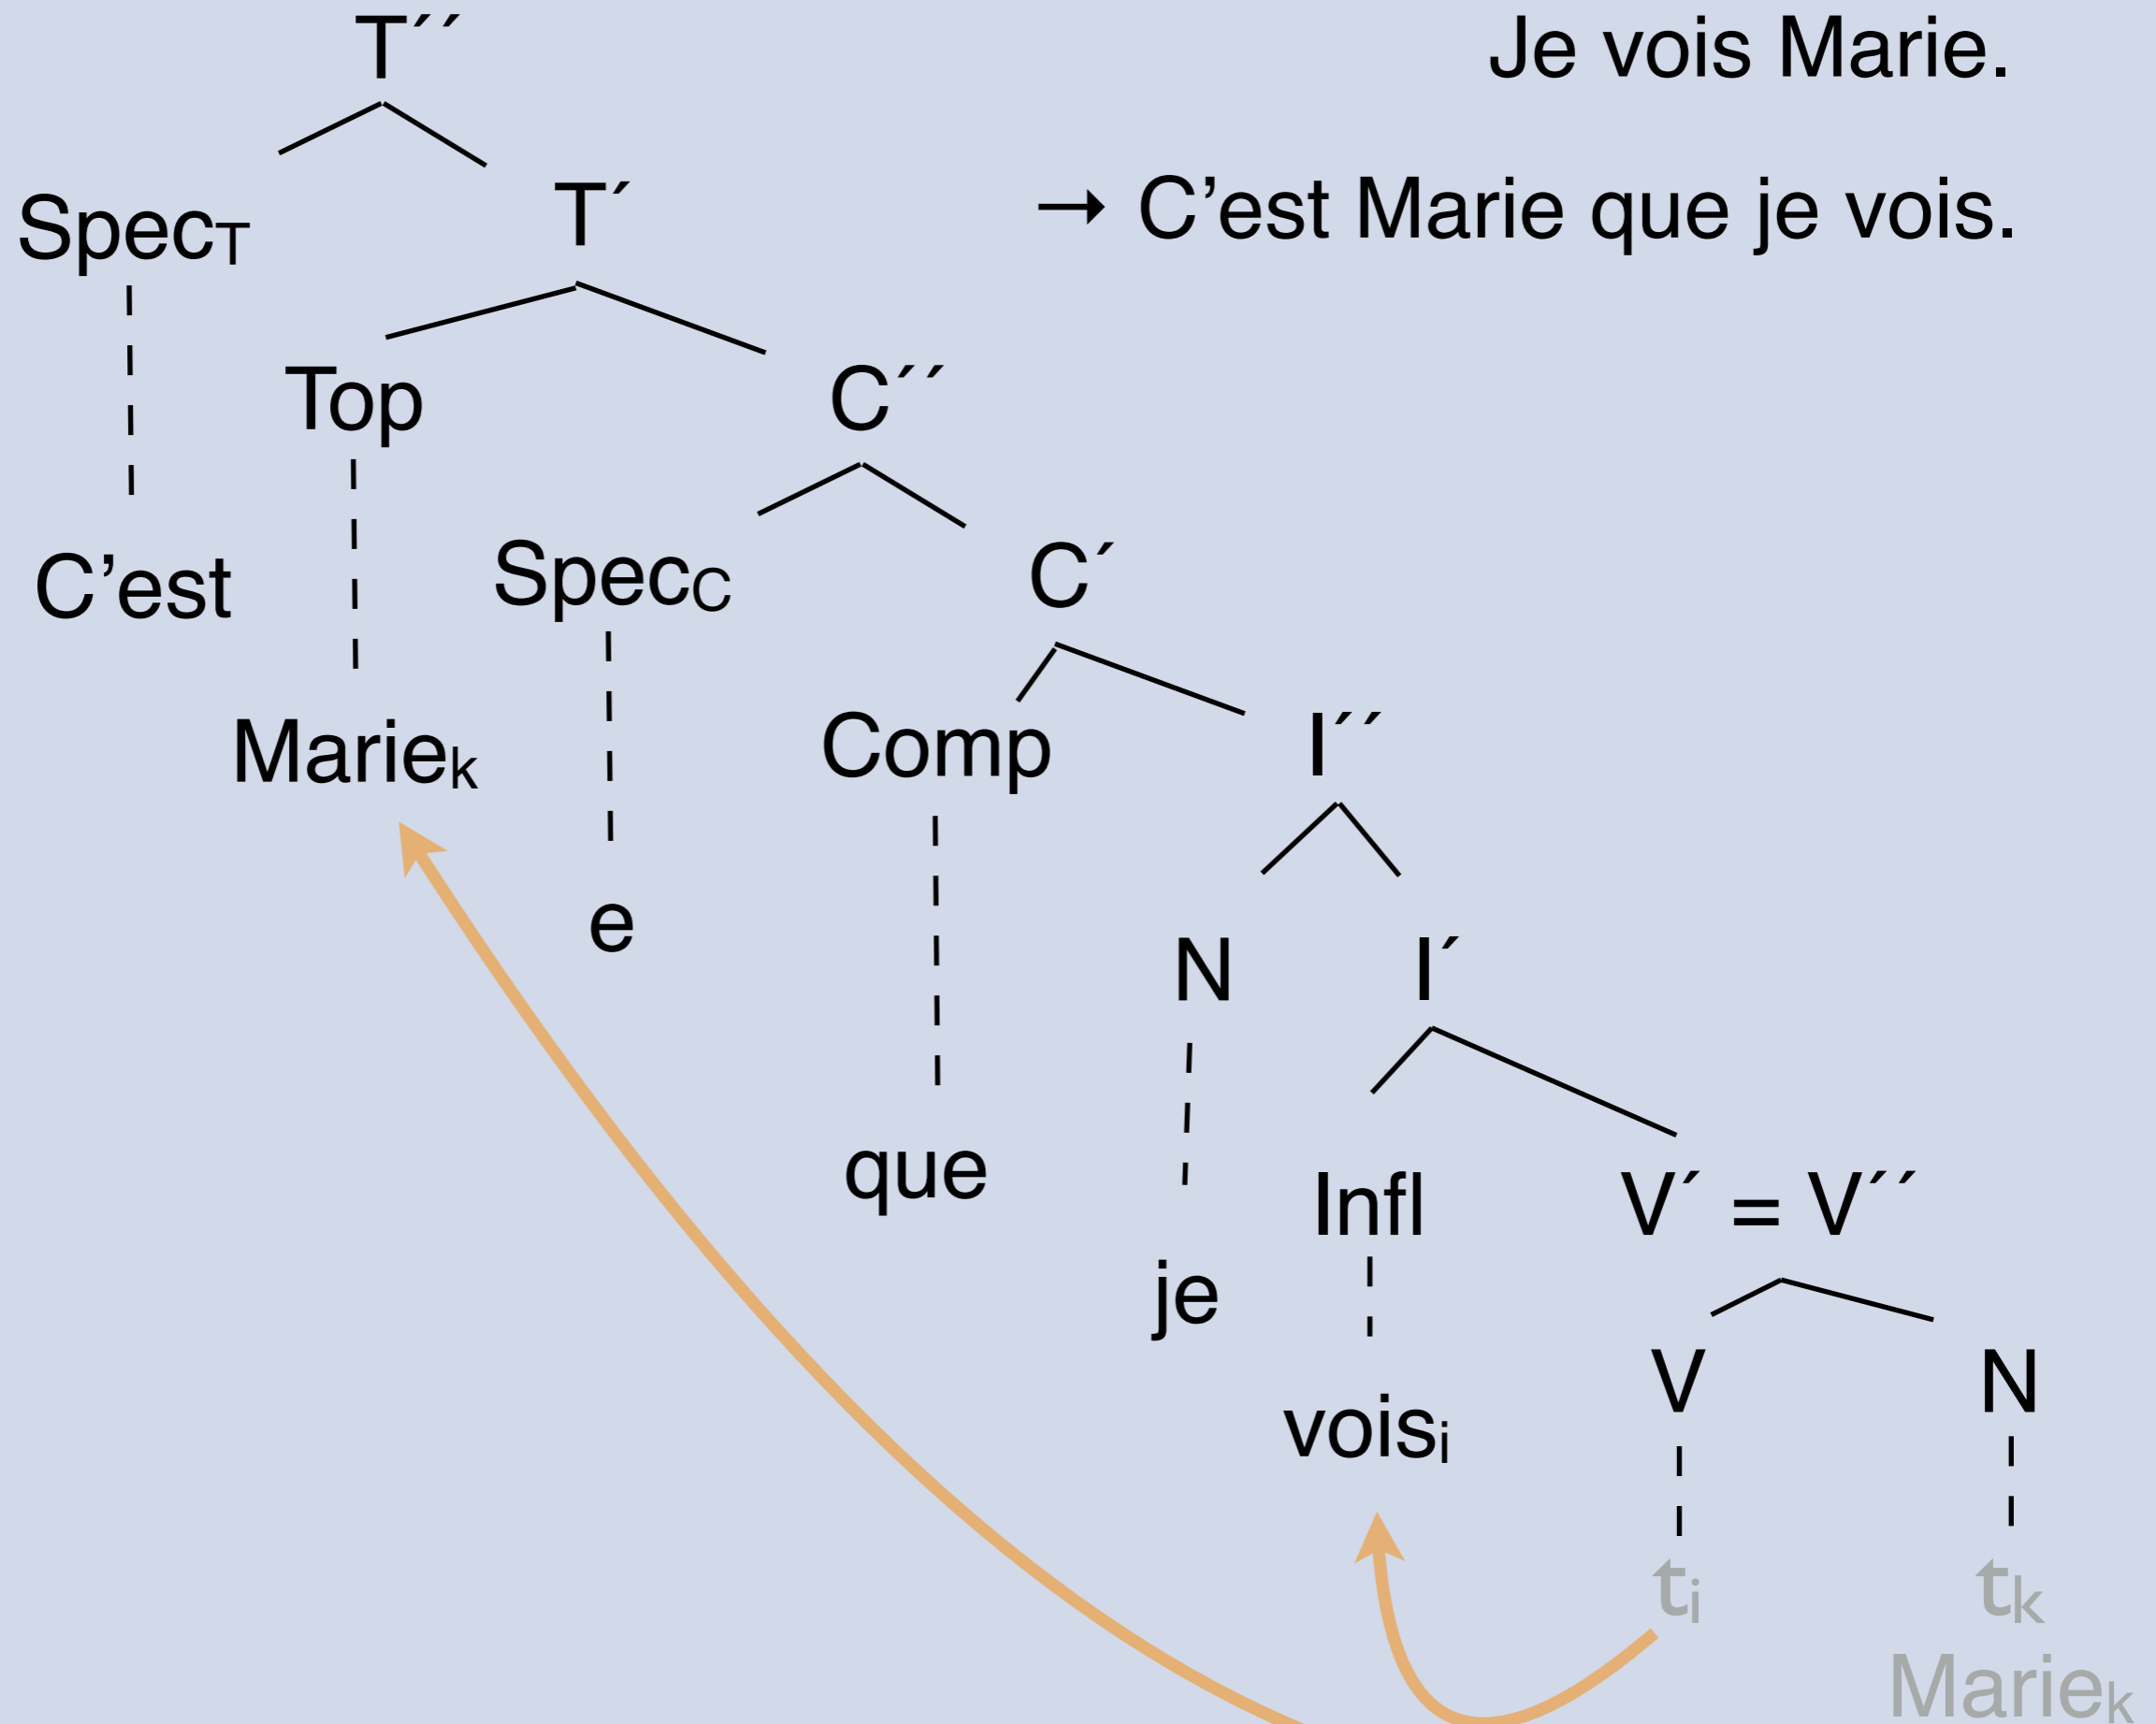 T´´ Je vois Marie.
SpecT T´ → C’est Marie que je vois.
Top C´´
C’est SpecC C´
Mariek Comp I´´
e N I´
que Infl V´ = V´´
je V N
voisi
ti tk
Mariek